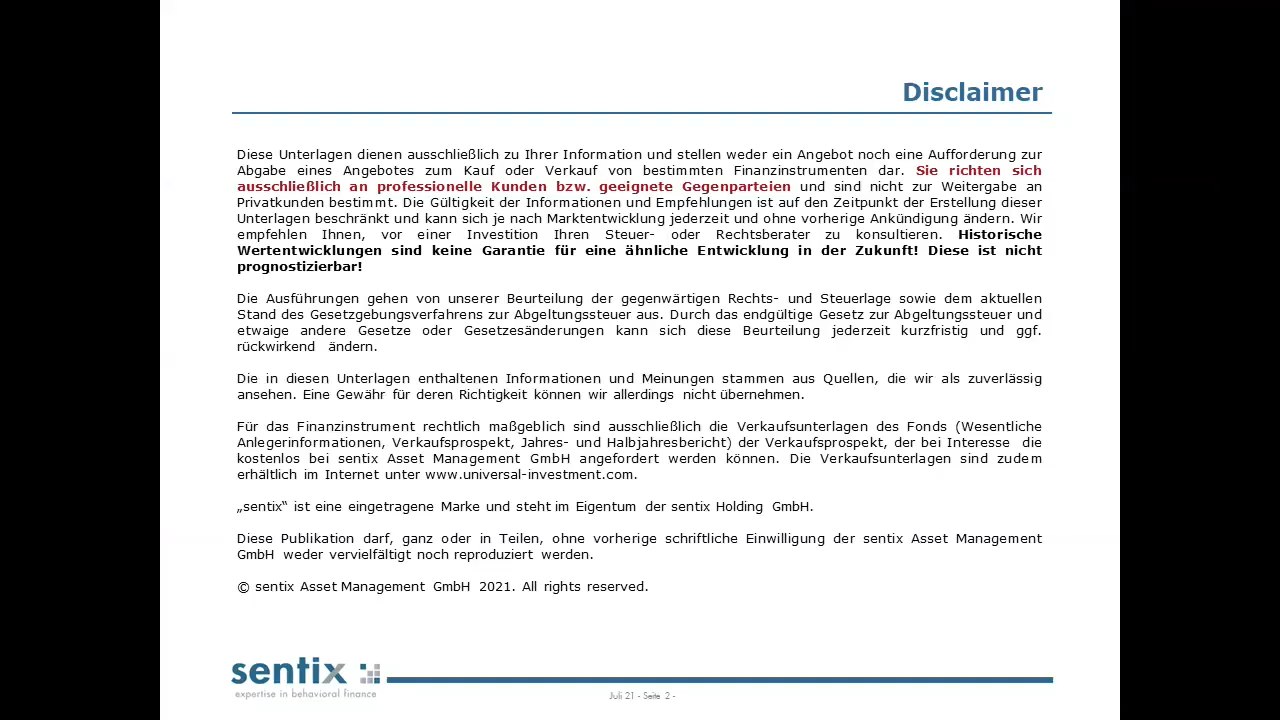 Disclaimer
Diese Unterlagen dienen ausschließlich zu Ihrer Information und stellen weder ein Angebot noch eine Aufforderung zur
Abgabe eines Angebotes zum Kauf oder Verkauf von bestimmten Finanzinstrumenten dar. Sie richten sich
ausschließlich an professionelle Kunden bzw. geeignete Gegenparteien und sind nicht zur Weitergabe an
Privatkunden bestimmt. Die Gültigkeit der Informationen und Empfehlungen ist auf den Zeitpunkt der Erstellung dieser
Unterlagen beschränkt und kann sich je nach Marktentwicklung jederzeit und ohne vorherige Ankündigung ändern. Wir
empfehlen Ihnen, vor einer Investition Ihren Steuer- oder Rechtsberater zu konsultieren. Historische
Wertentwicklungen sind keine Garantie für eine ähnliche Entwicklung in der Zukunft! Diese ist nicht
prognostizierbar!
Die Ausführungen gehen von unserer Beurteilung der gegenwärtigen Rechts- und Steuerlage sowie dem aktuellen
Stand des Gesetzgebungsverfahrens zur Abgeltungssteuer aus. Durch das endgültige Gesetz zur Abgeltungssteuer und
etwaige andere Gesetze oder Gesetzesänderungen kann sich diese Beurteilung jederzeit kurzfristig und ggf.
rückwirkend ändern.
Die in diesen Unterlagen enthaltenen Informationen und Meinungen stammen aus Quellen, die wir als zuverlässig
ansehen. Eine Gewähr für deren Richtigkeit können wir allerdings nicht übernehmen.
Für das Finanzinstrument rechtlich maßgeblich sind ausschließlich die Verkaufsunterlagen des Fonds (Wesentliche
Anlegerinformationen, Verkaufsprospekt, Jahres- und Halbjahresbericht) der Verkaufsprospekt, der bei Interesse die
kostenlos bei sentix Asset Management GmbH angefordert werden können. Die Verkaufsunterlagen sind zudem
erhältlich im Internet unter www.universal-investment.com.
„sentix“ ist eine eingetragene Marke und steht im Eigentum der sentix Holding GmbH.
Diese Publikation darf, ganz oder in Teilen, ohne vorherige schriftliche Einwilligung der sentix Asset Management
GmbH weder vervielfältigt noch reproduziert werden.
© sentix Asset Management GmbH 2021. All rights reserved.
sentix
expertise in behavioral finance
Juli 21 - Seite 2 -